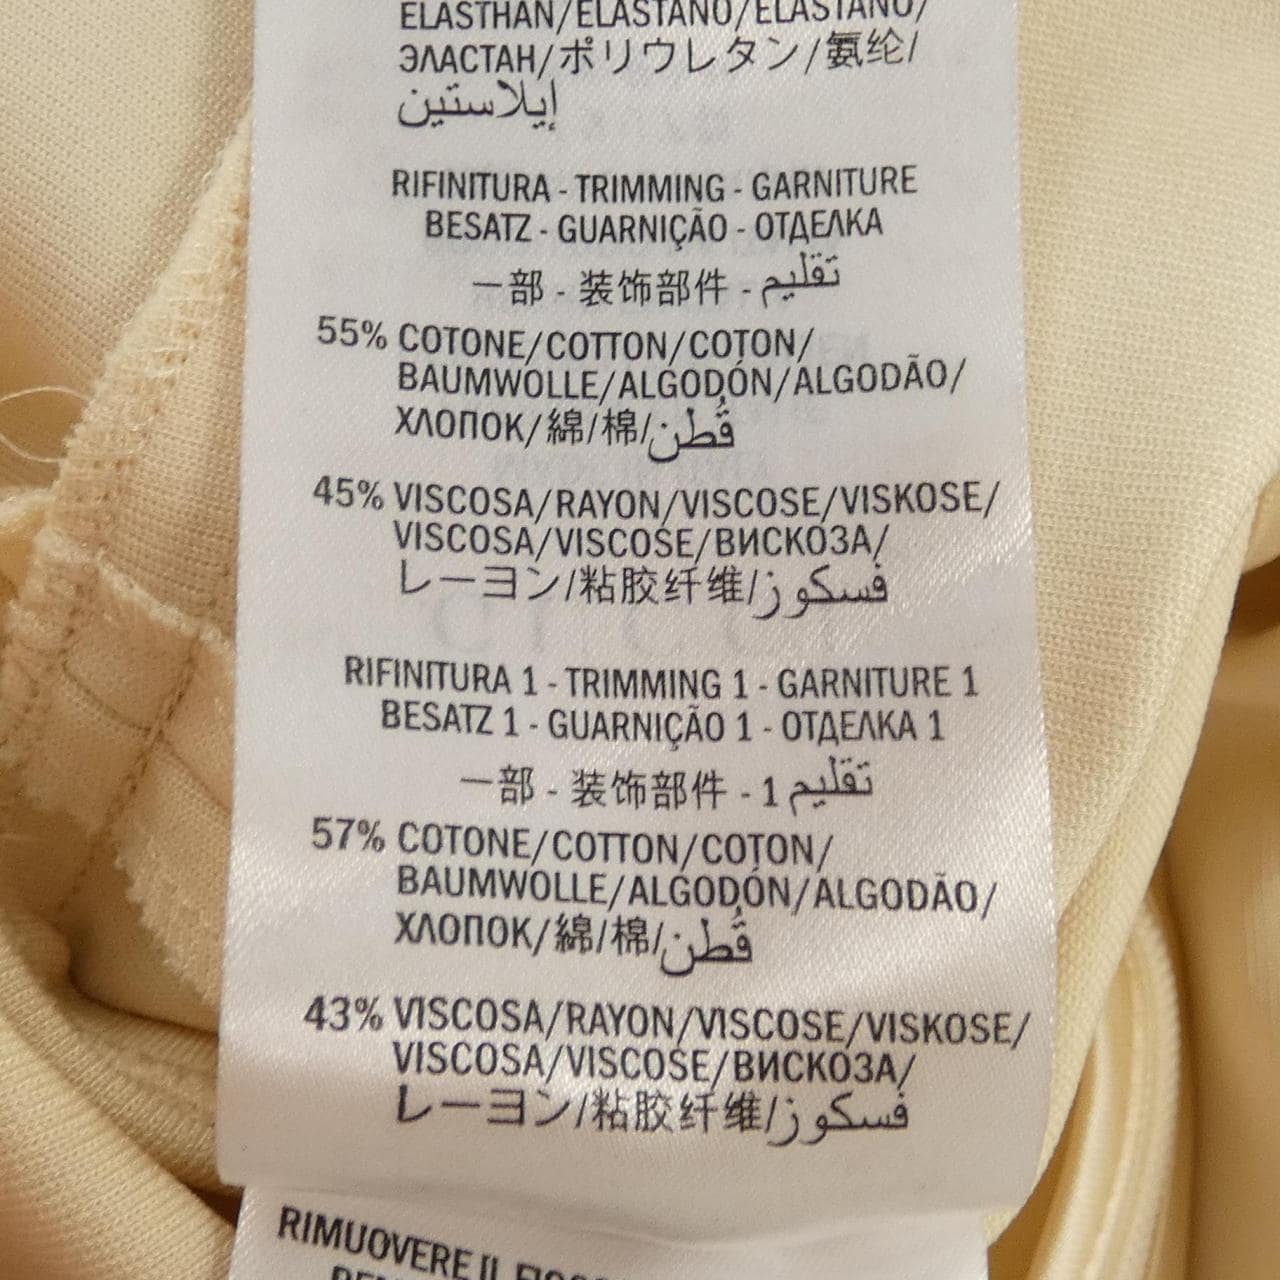 ELASTHAN/ELASTANO/ELASTANO/
ЭЛАСТАН/ポリウレタン/氨纶/
إيلاستين
RIFINITURA - TRIMMING - GARNITURE
BESATZ - GUARNIÇÃO - ОТДЕЛКА
一部 - 装饰部件 - تقليم
55% COTONE/COTTON/COTON/
BAUMWOLLE/ALGODÓN/ALGODÃO/
ХЛОПОК/綿/棉/قُطن
45% VISCOSA/RAYON/VISCOSE/VISKOSE/
VISCOSA/VISCOSE/ВИСКОЗА/
レーヨン/粘胶纤维/فسكوز
RIFINITURA 1 - TRIMMING 1 - GARNITURE 1
BESATZ 1 - GUARNIÇÃO 1 - ОТДЕЛКА 1
一部 - 装饰部件 - 1 تقليم
57% COTONE/COTTON/COTON/
BAUMWOLLE/ALGODÓN/ALGODÃO/
ХЛОПОК/綿/棉/قُطن
43% VISCOSA/RAYON/VISCOSE/VISKOSE/
VISCOSA/VISCOSE/ВИСКОЗА/
レーヨン/粘胶纤维/فسكوز
RIMUOVERE IL